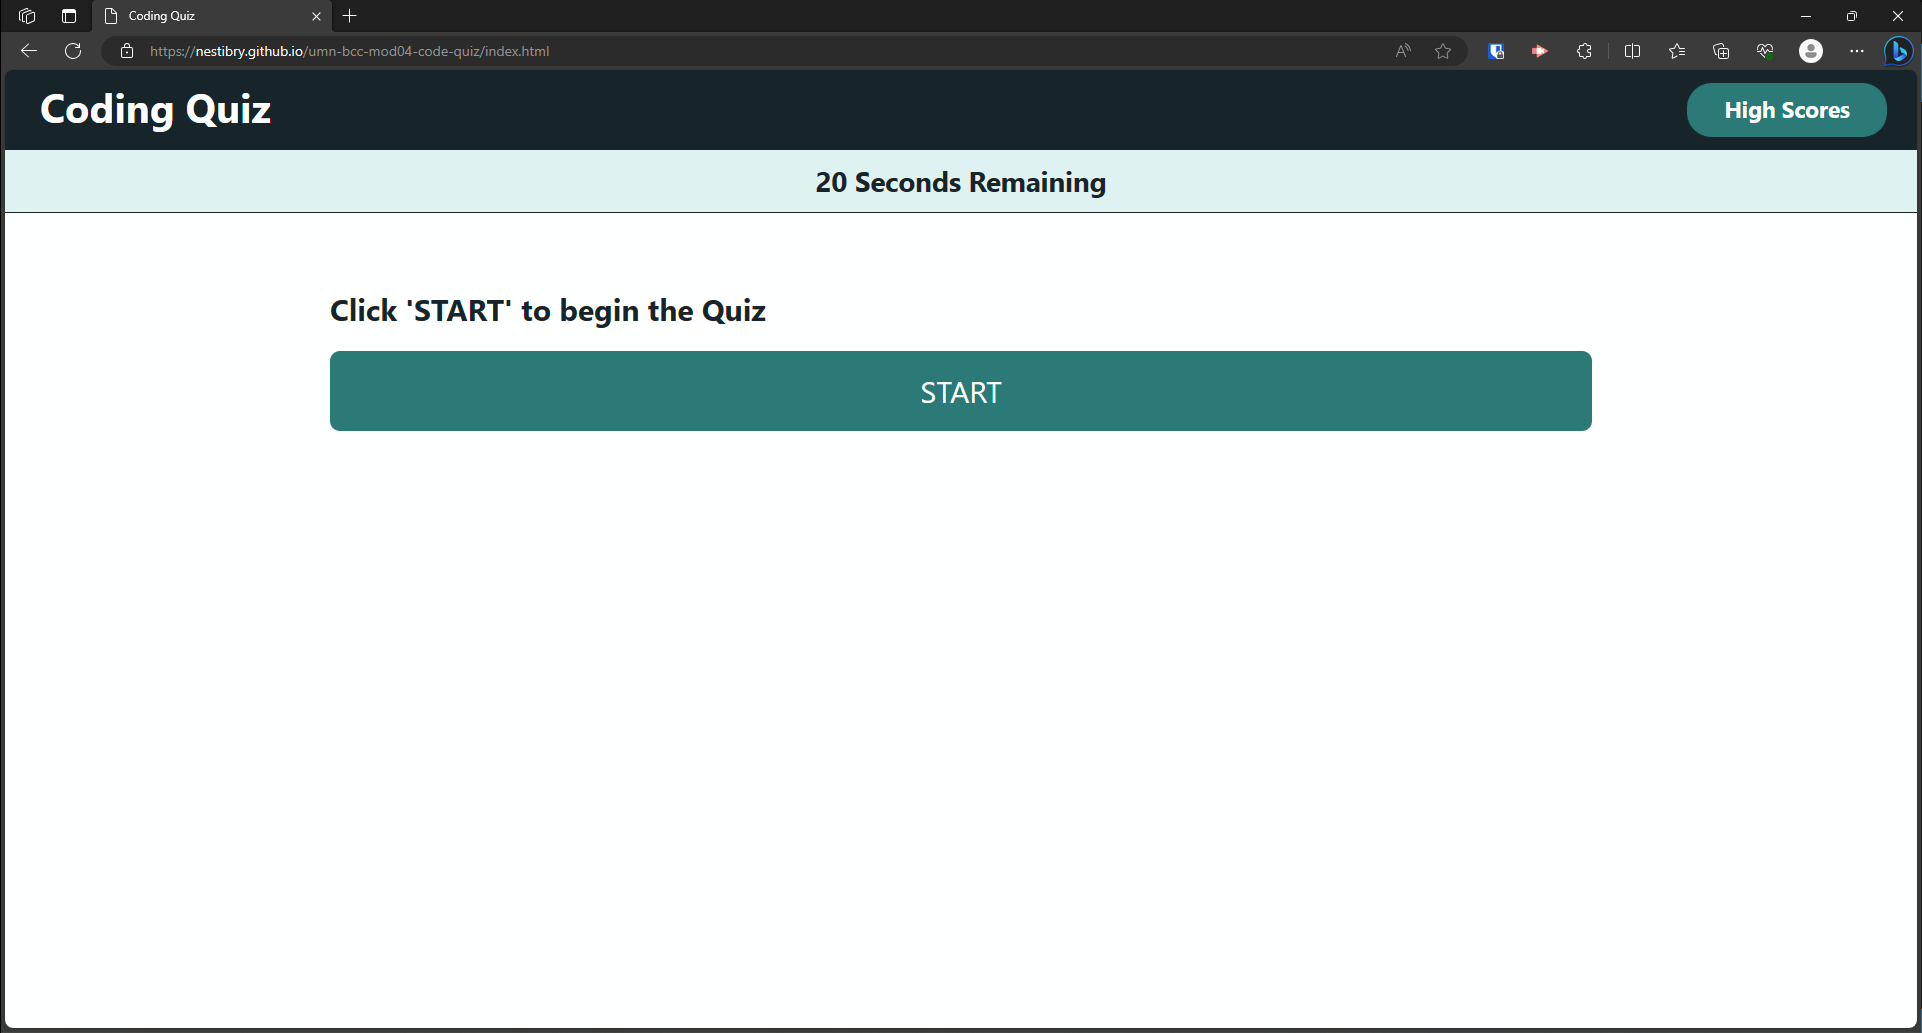 Coding Quiz
https://nestibry.github.io/umn-bcc-mod04-code-quiz/index.html
Coding Quiz
High Scores
20 Seconds Remaining
Click 'START' to begin the Quiz
START